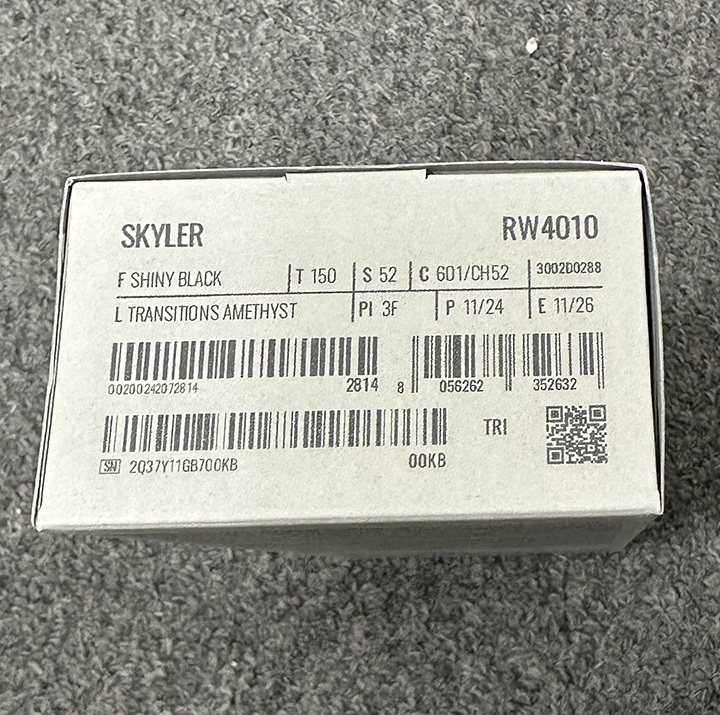 SKYLER RW4010
F SHINY BLACK T 150 S 52 C 601/CH52 3002D0288
L TRANSITIONS AMETHYST PI 3F P 11/24 E 11/26
00200242072814 2814 8 056262 352632
TRI
SN 2Q37Y11GB700KB 00KB